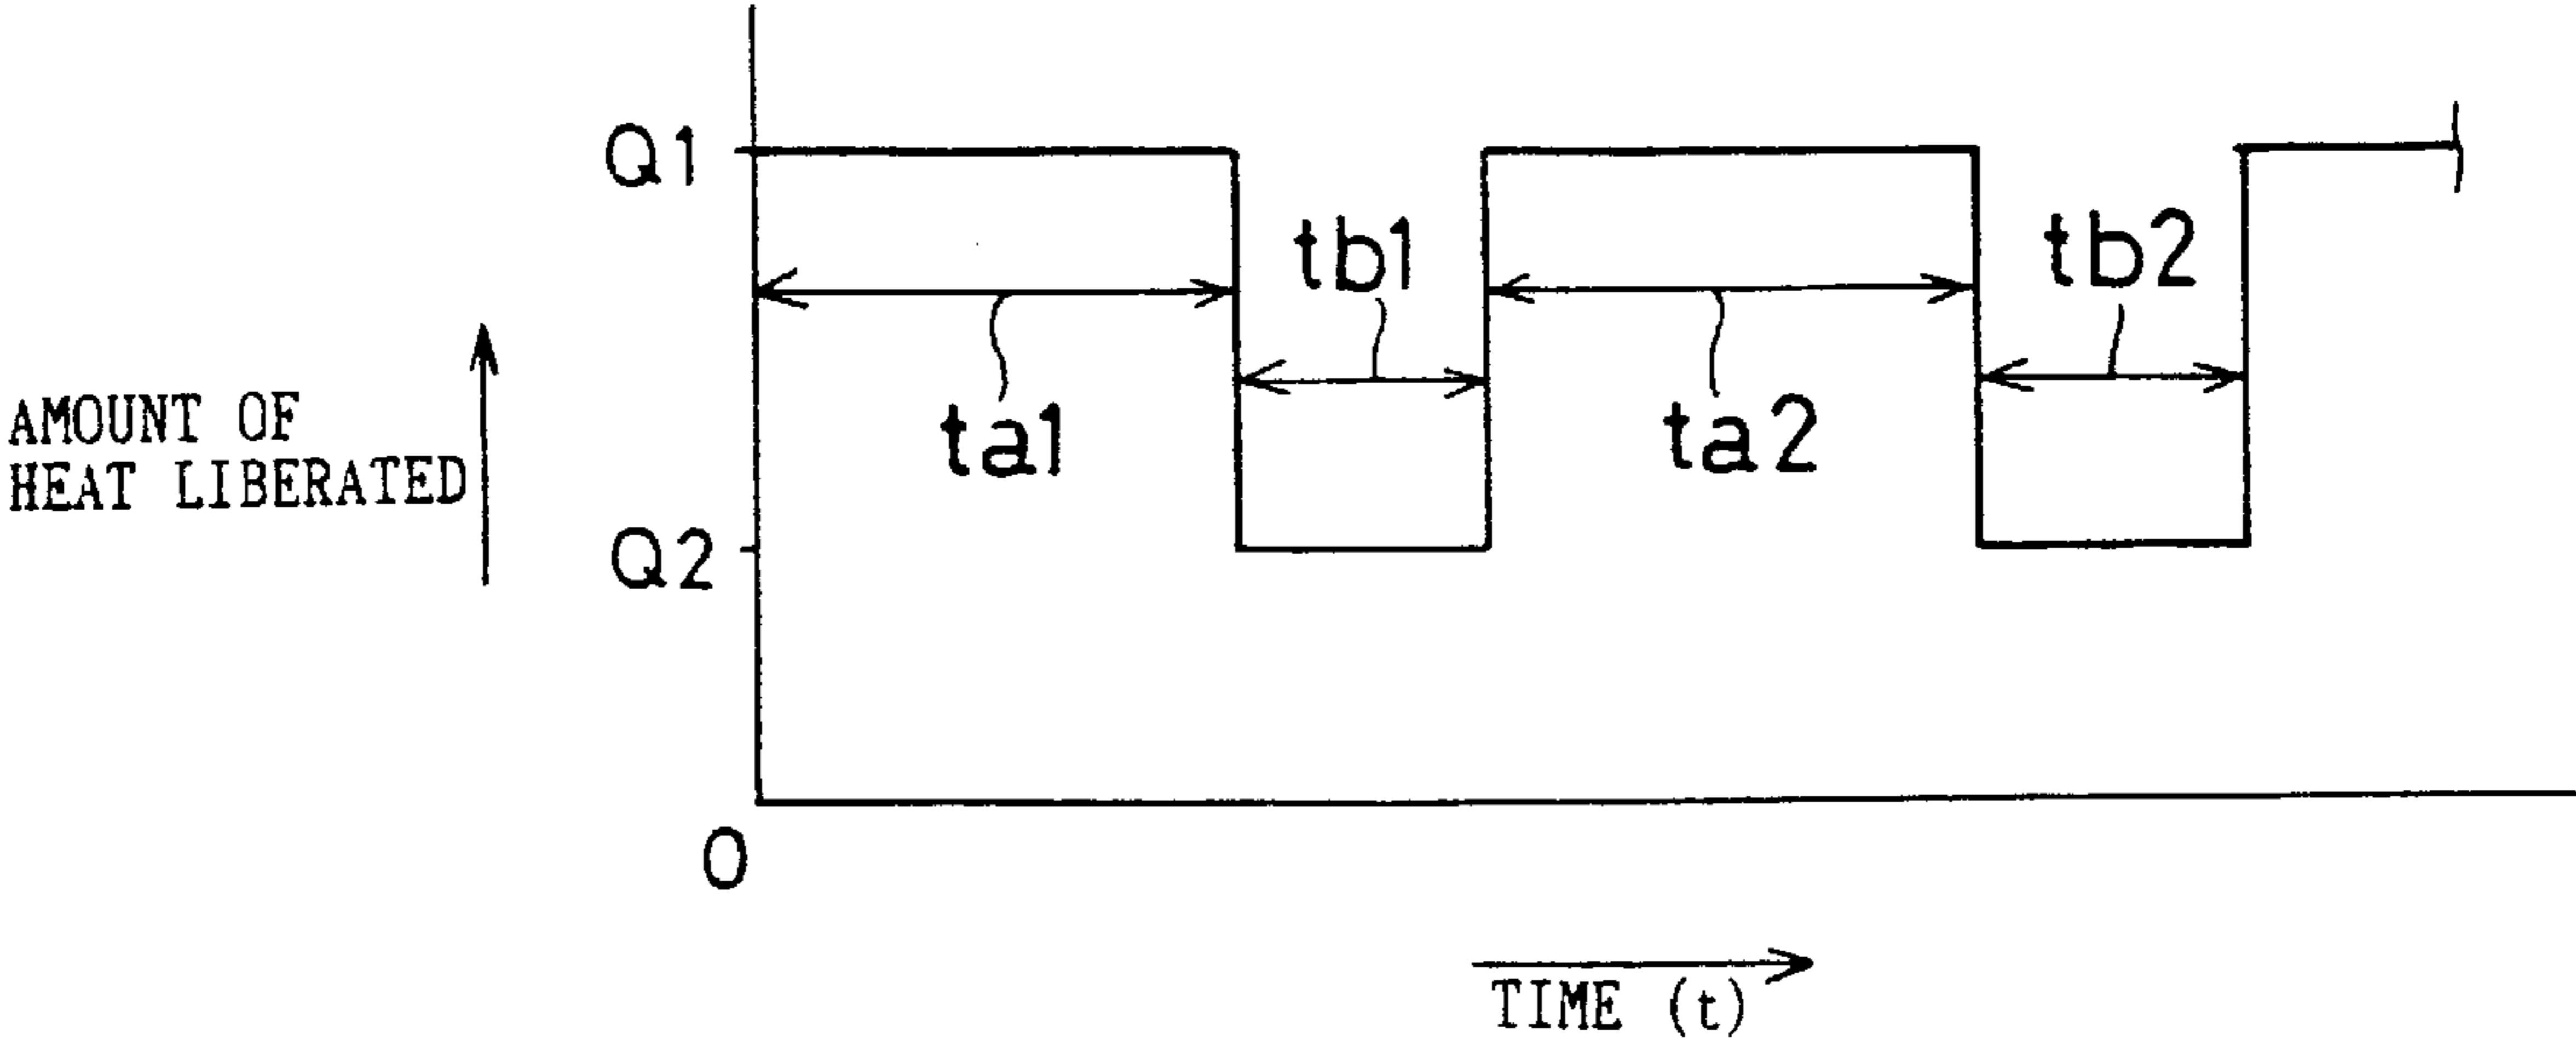 Q1
tb1
tb2
AMOUNT OF
HEAT LIBERATED
ta1
ta2
Q2
0
TIME (t)